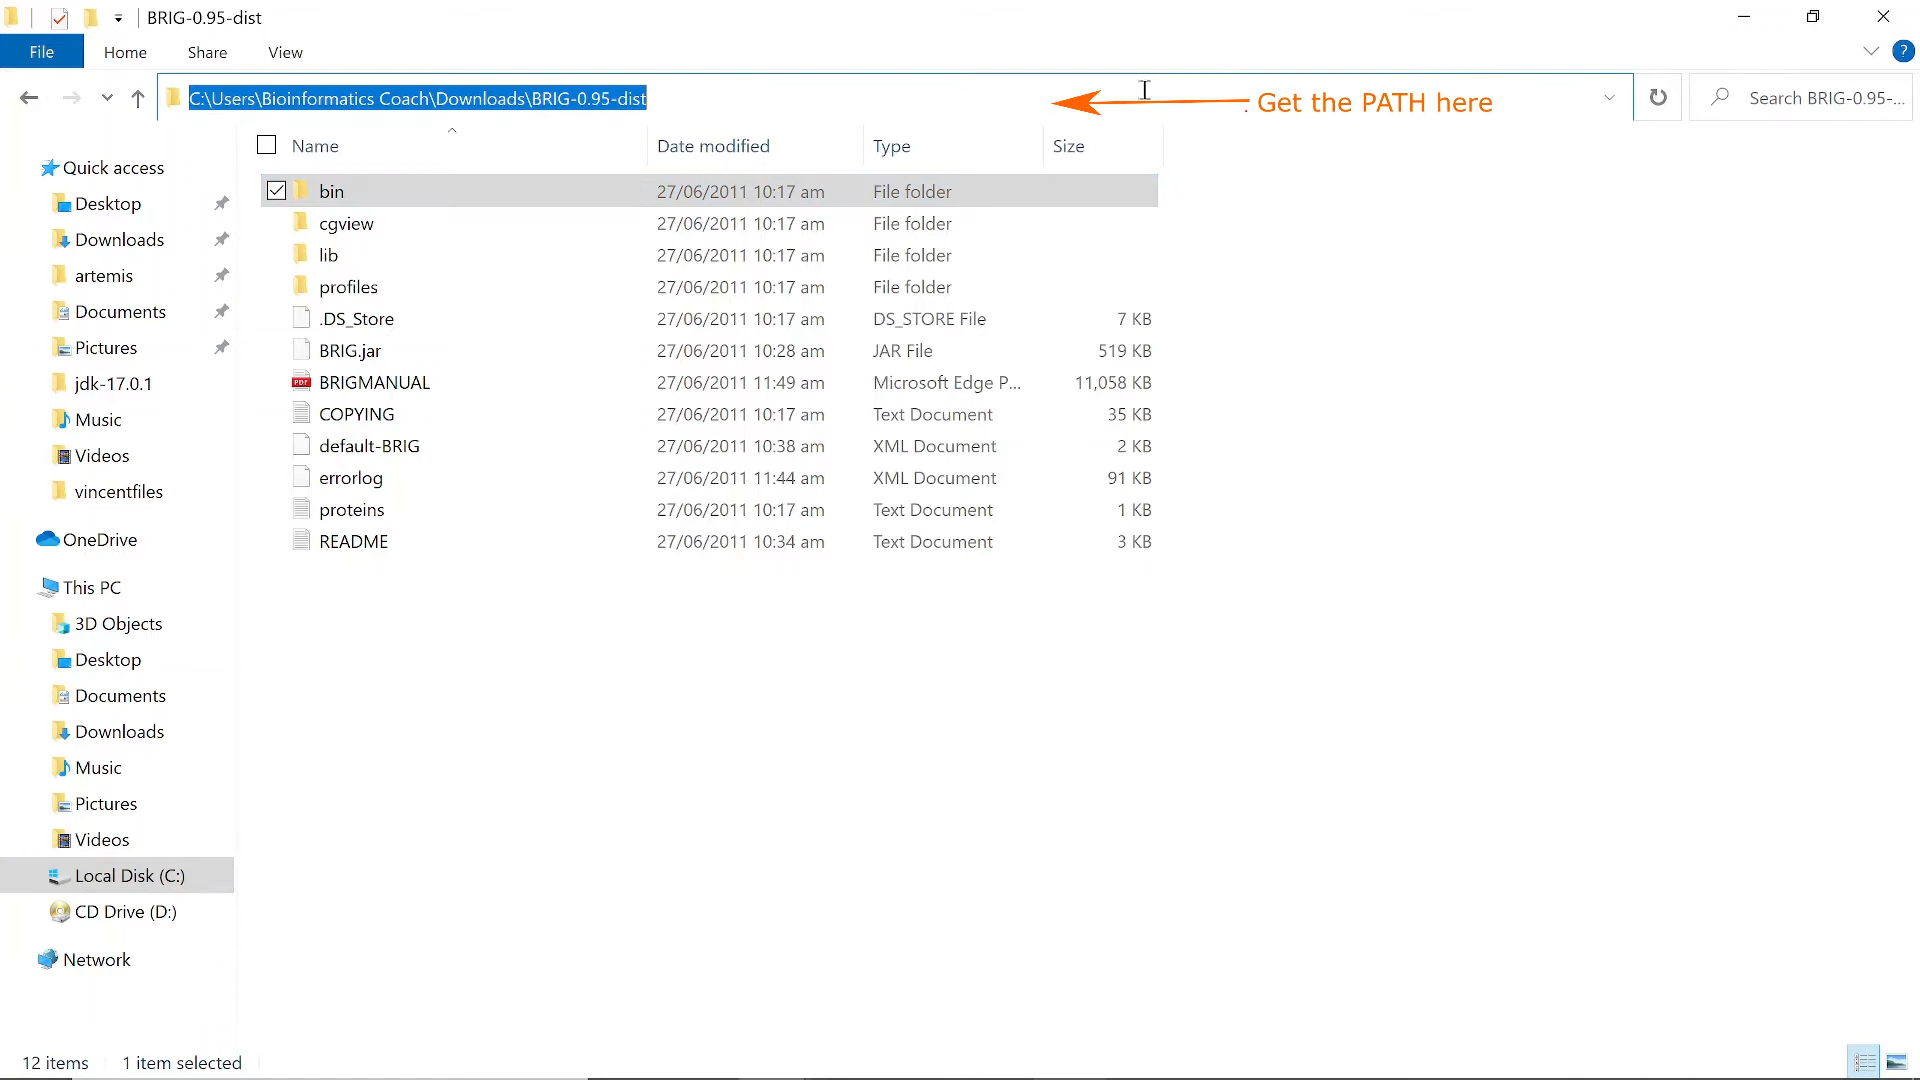 BRIG-0.95-dist
File Home Share View
C:\Users\Bioinformatics Coach\Downloads\BRIG-0.95-dist
Get the PATH here
Search BRIG-0.95-...
Name Date modified Type Size
Quick access
Desktop
Downloads
artemis
Documents
Pictures
jdk-17.0.1
Music
Videos
vincentfiles
OneDrive
This PC
3D Objects
Desktop
Documents
Downloads
Music
Pictures
Videos
Local Disk (C:)
CD Drive (D:)
Network
bin 27/06/2011 10:17 am File folder
cgview 27/06/2011 10:17 am File folder
lib 27/06/2011 10:17 am File folder
profiles 27/06/2011 10:17 am File folder
.DS_Store 27/06/2011 10:17 am DS_STORE File 7 KB
BRIG.jar 27/06/2011 10:28 am JAR File 519 KB
PDF BRIGMANUAL 27/06/2011 11:49 am Microsoft Edge P... 11,058 KB
COPYING 27/06/2011 10:17 am Text Document 35 KB
default-BRIG 27/06/2011 10:38 am XML Document 2 KB
errorlog 27/06/2011 11:44 am XML Document 91 KB
proteins 27/06/2011 10:17 am Text Document 1 KB
README 27/06/2011 10:34 am Text Document 3 KB
12 items 1 item selected